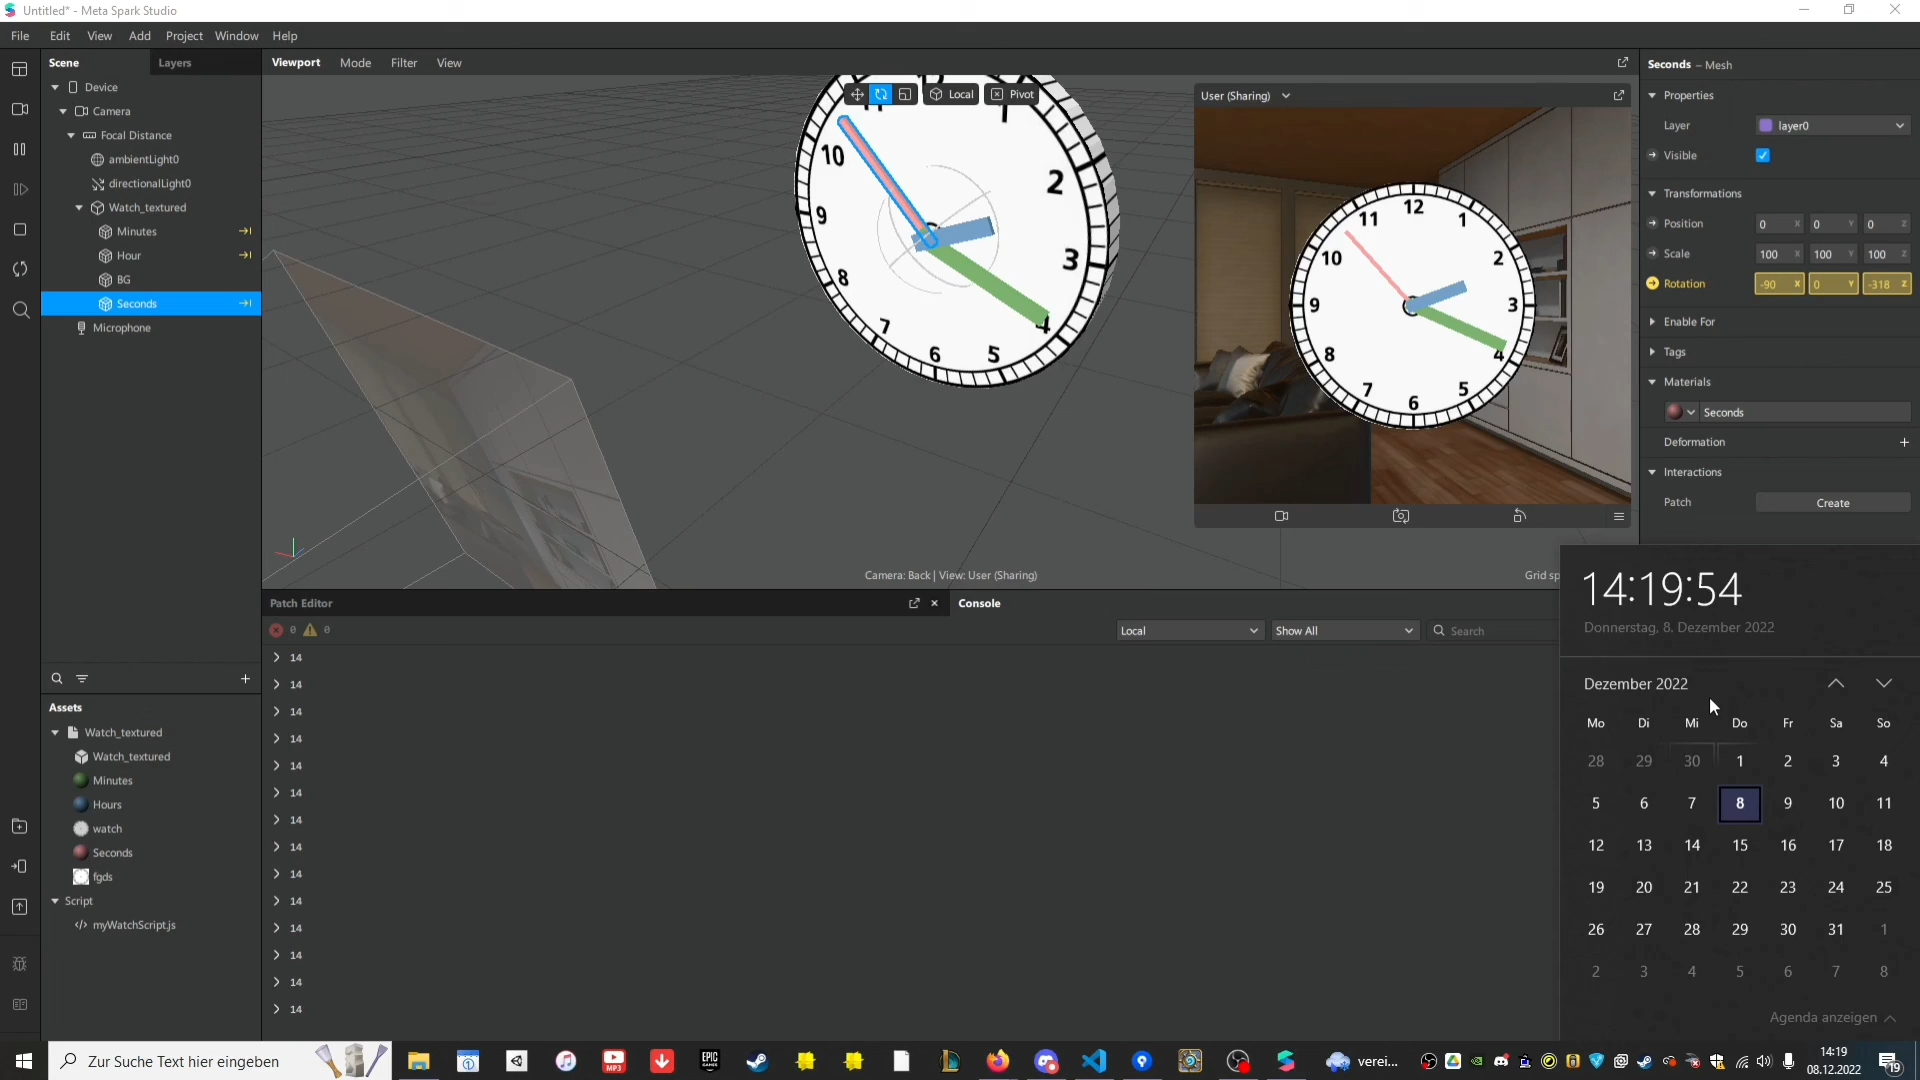 Untitled* - Meta Spark Studio
File Edit View Add Project Window Help
Scene Layers
Device
Camera
Focal Distance
ambientLight0
directionalLight0
Watch_textured
Minutes
Hour
BG
Seconds
Microphone
Assets
Watch_textured
Watch_textured
Minutes
Hours
watch
Seconds
fgds
Script
myWatchScript.js
Viewport Mode Filter View
Local Pivot
12 1 2 3 4 5 6 7 8 9 10 11
Camera: Back | View: User (Sharing)
Grid sp
User (Sharing)
12 1 2 3 4 5 6 7 8 9 10 11
Patch Editor
Console
0 0
Local
Show All
Search
14
14
14
14
14
14
14
14
14
14
14
14
14
14
Seconds – Mesh
Properties
Layer layer0
Visible
Transformations
Position 0 X 0 Y 0 Z
Scale 100 X 100 Y 100 Z
Rotation -90 X 0 Y -318 Z
Enable For
Tags
Materials
Seconds
Deformation +
Interactions
Patch Create
14:19:54
Donnerstag, 8. Dezember 2022
Dezember 2022
Mo Di Mi Do Fr Sa So
28 29 30 1 2 3 4
5 6 7 8 9 10 11
12 13 14 15 16 17 18
19 20 21 22 23 24 25
26 27 28 29 30 31 1
2 3 4 5 6 7 8
Agenda anzeigen
Zur Suche Text hier eingeben
MP3
EPIC GAMES
verei...
14:19
08.12.2022
19